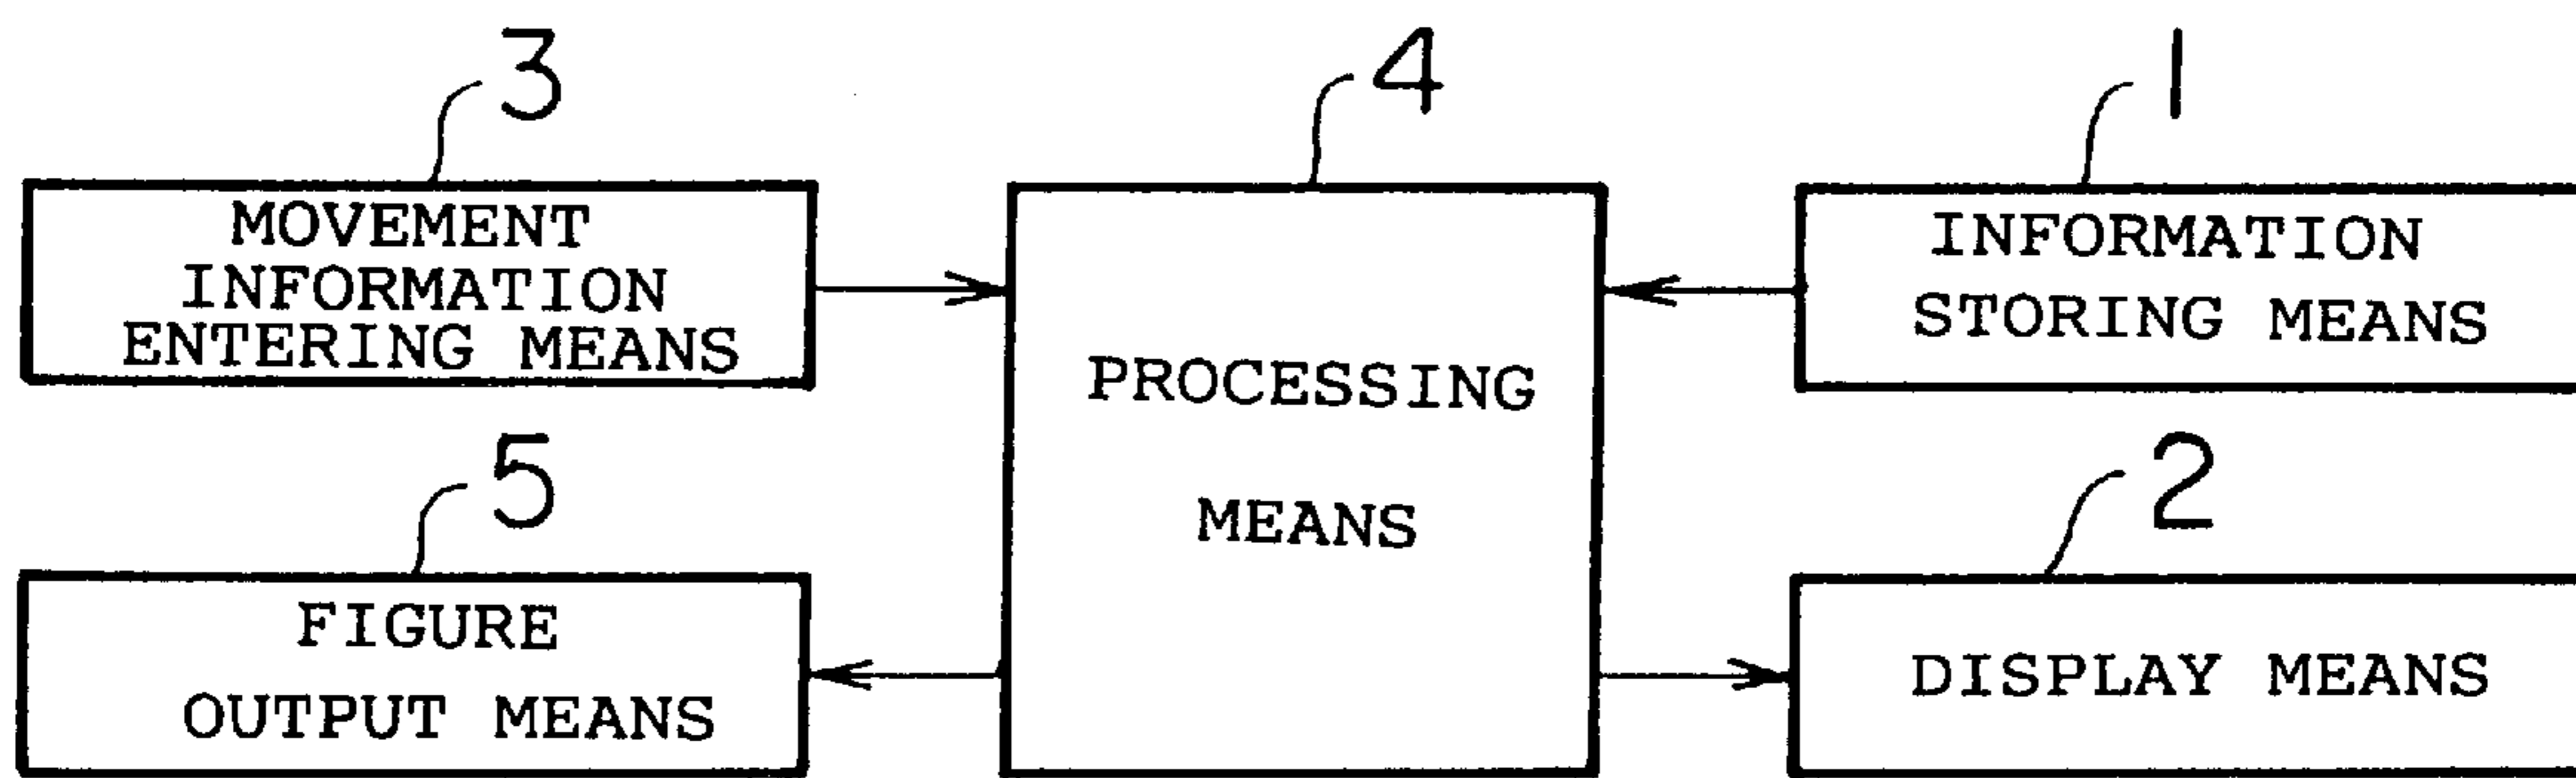 3
MOVEMENT
INFORMATION
ENTERING MEANS
4
PROCESSING
MEANS
1
INFORMATION
STORING MEANS
5
FIGURE
OUTPUT MEANS
2
DISPLAY MEANS